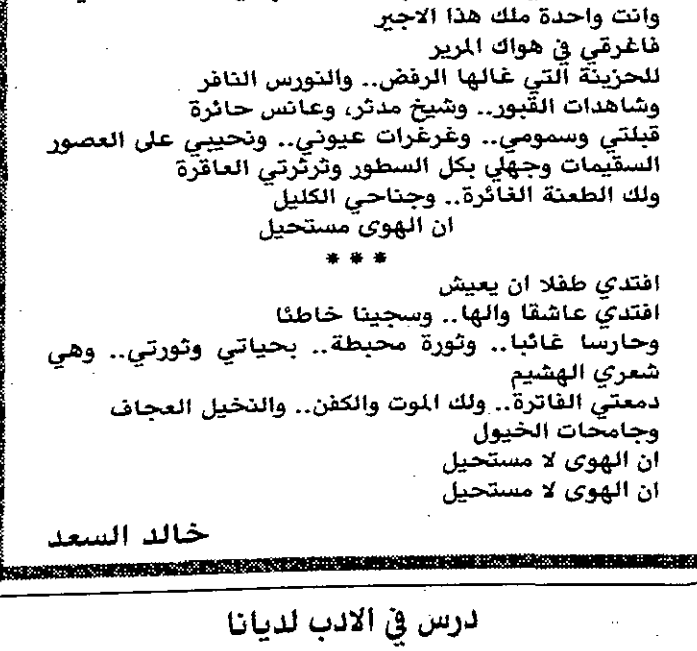 وانت واحدة ملك هذا الاجير
فاغرقي في هواك المرير
للحزينة التي غالها الرفض.. والنورس النافر
وشاهدات القبور.. وشيخ مدثر، وعانس حائرة
قبلتي وسمومي.. وغرغرات عيوني.. ونحيبي على العصور
السقيمات وجهلي بكل السطور وثرثرتي العاقرة
ولك الطعنة الغائرة.. وجناحي الكليل
ان الهوى مستحيل
* * *
افتدي طفلا ان يعيش
افتدي عاشقا والها.. وسجينا خاطئا
وحارسا غائبا.. وثورة محبطة.. بحياتي وثورتي.. وهي
شعري الهشيم
دمعتي الفاترة.. ولك الموت والكفن.. والنخيل العجاف
وجامحات الخيول
ان الهوى لا مستحيل
ان الهوى لا مستحيل
خالد السعد
درس في الادب لديانا